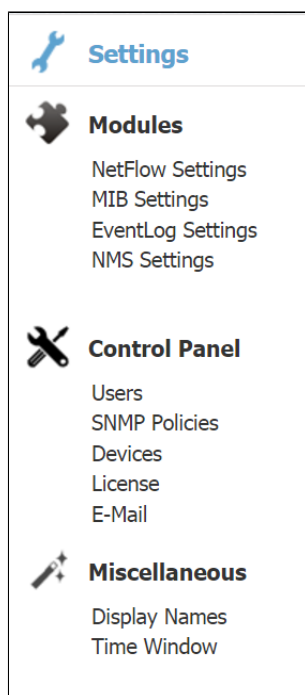 Settings
Modules
NetFlow Settings
MIB Settings
EventLog Settings
NMS Settings
Control Panel
Users
SNMP Policies
Devices
License
E-Mail
Miscellaneous
Display Names
Time Window